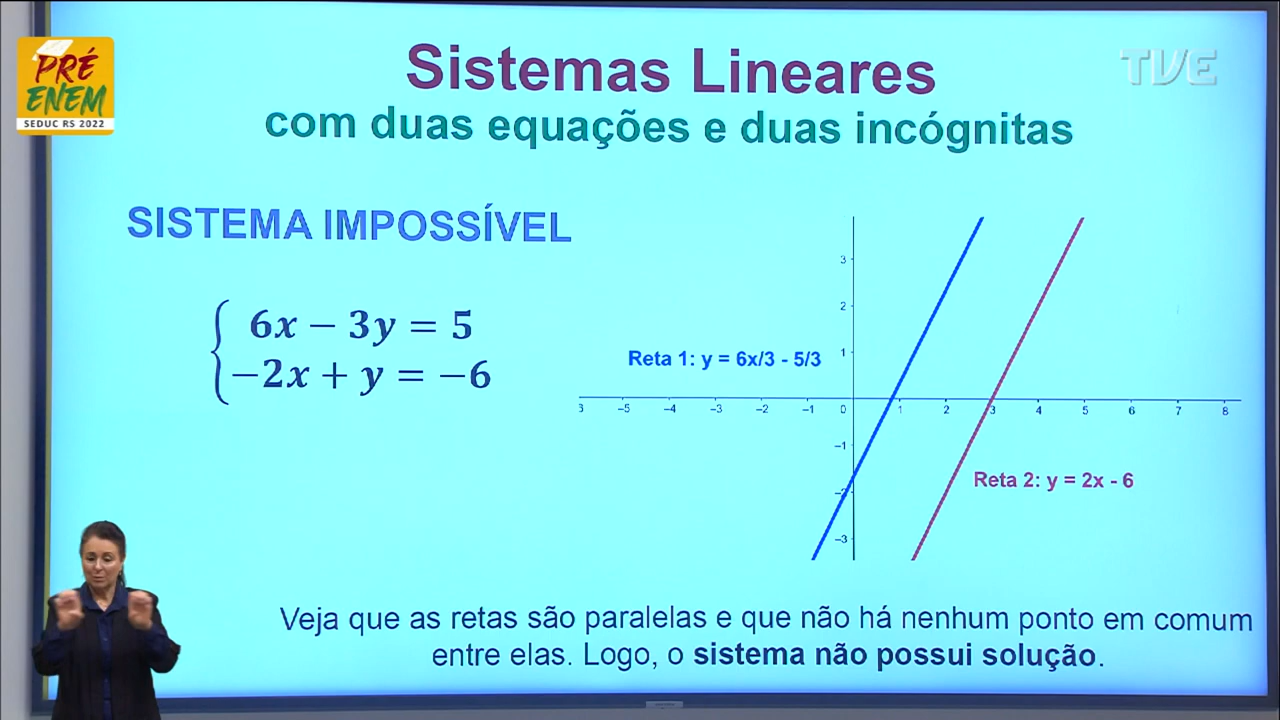 PRÉ
ENEM
SEDUC RS 2022
TVE
Sistemas Lineares
com duas equações e duas incógnitas
SISTEMA IMPOSSÍVEL
6x − 3y = 5
−2x + y = −6
Reta 1: y = 6x/3 - 5/3
3
2
1
−5 −4 −3 −2 −1 0 1 2 3 4 5 6 7 8
−1
−2
−3
Reta 2: y = 2x - 6
Veja que as retas são paralelas e que não há nenhum ponto em comum
entre elas. Logo, o sistema não possui solução.